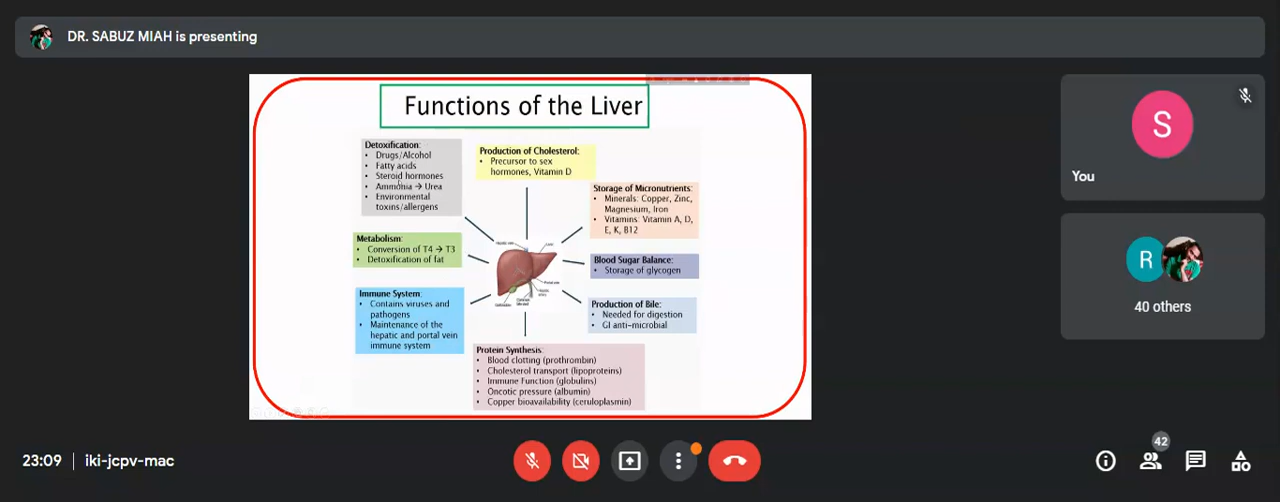 DR. SABUZ MIAH is presenting
Functions of the Liver
Detoxification:
• Drugs/Alcohol
• Fatty acids
• Steroid hormones
• Ammonia → Urea
• Environmental
toxins/allergens
Production of Cholesterol:
• Precursor to sex
hormones, Vitamin D
Storage of Micronutrients:
• Minerals: Copper, Zinc,
Magnesium, Iron
• Vitamins: Vitamin A, D,
E, K, B12
Metabolism:
• Conversion of T4 → T3
• Detoxification of fat
Blood Sugar Balance:
• Storage of glycogen
Immune System:
• Contains viruses and
pathogens
• Maintenance of the
hepatic and portal vein
immune system
Production of Bile:
• Needed for digestion
• GI anti-microbial
Protein Synthesis:
• Blood clotting (prothrombin)
• Cholesterol transport (lipoproteins)
• Immune Function (globulins)
• Oncotic pressure (albumin)
• Copper bioavailability (ceruloplasmin)
S
You
R
40 others
23:09 | iki-jcpv-mac
42